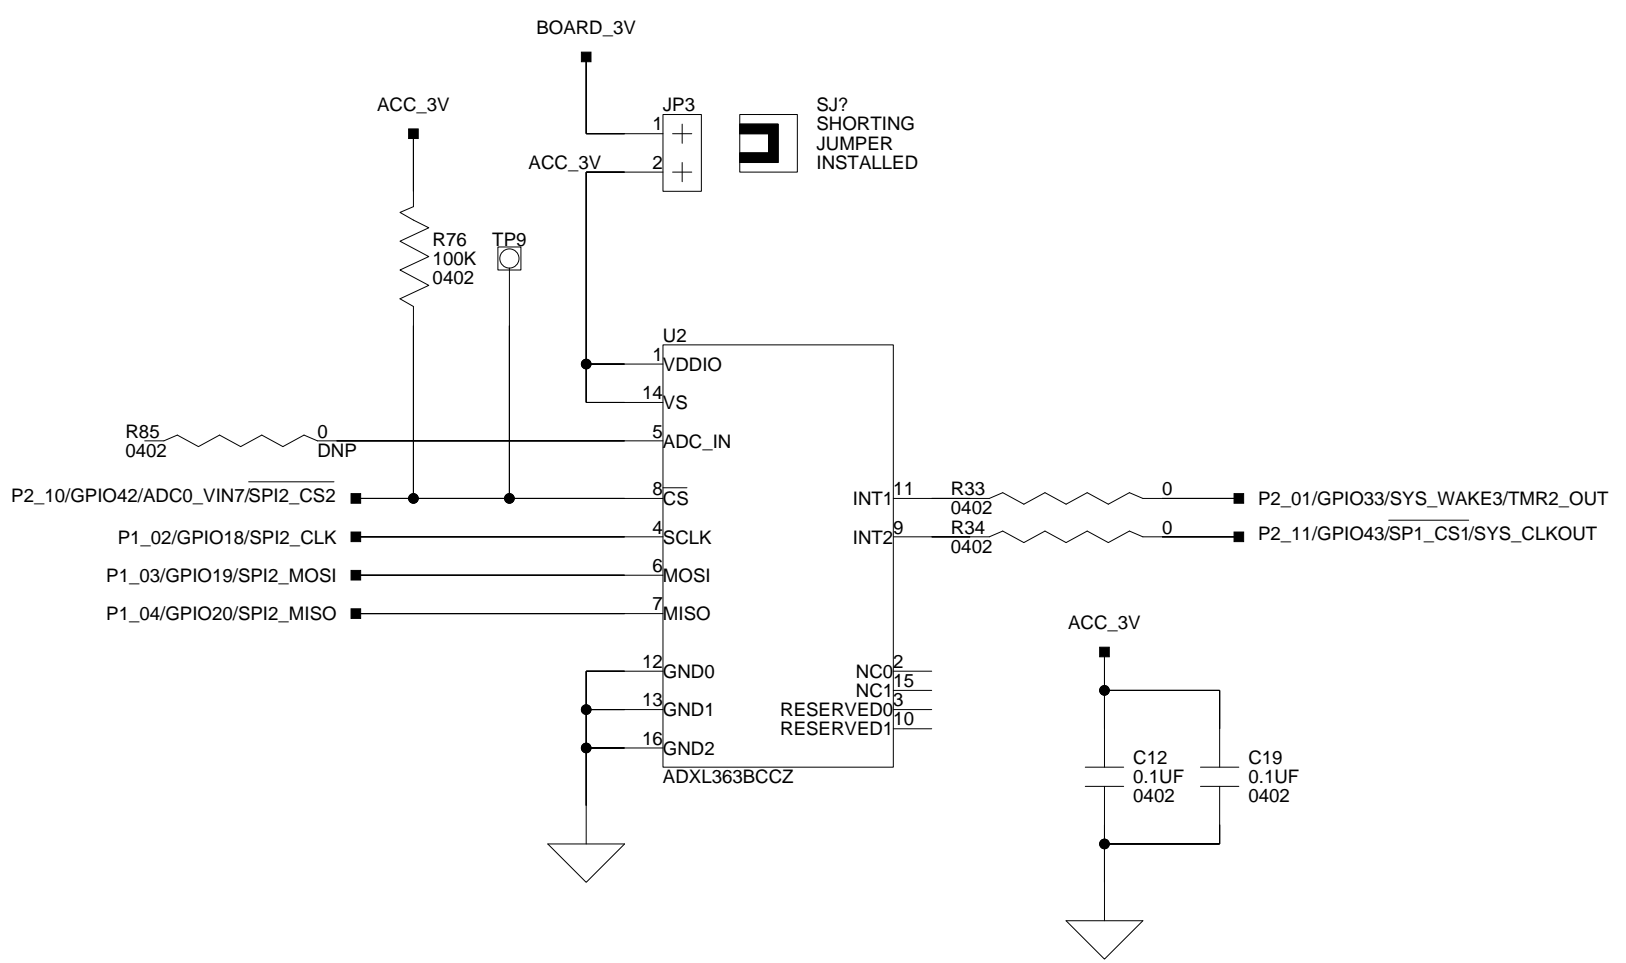 BOARD_3V
ACC_3V
JP3
1
2
ACC_3V
SJ?
SHORTING
JUMPER
INSTALLED
R76
100K
0402
TP9
U2
1
VDDIO
14
VS
R85
0402
0
DNP
5
ADC_IN
P2_10/GPIO42/ADC0_VIN7/SPI2_CS2
8
CS
P1_02/GPIO18/SPI2_CLK
4
SCLK
P1_03/GPIO19/SPI2_MOSI
6
MOSI
P1_04/GPIO20/SPI2_MISO
7
MISO
12
GND0
13
GND1
16
GND2
INT1
11
R33
0402
0
P2_01/GPIO33/SYS_WAKE3/TMR2_OUT
INT2
9
R34
0402
0
P2_11/GPIO43/SP1_CS1/SYS_CLKOUT
NC0
2
NC1
15
RESERVED0
3
RESERVED1
10
ADXL363BCCZ
ACC_3V
C12
0.1UF
0402
C19
0.1UF
0402